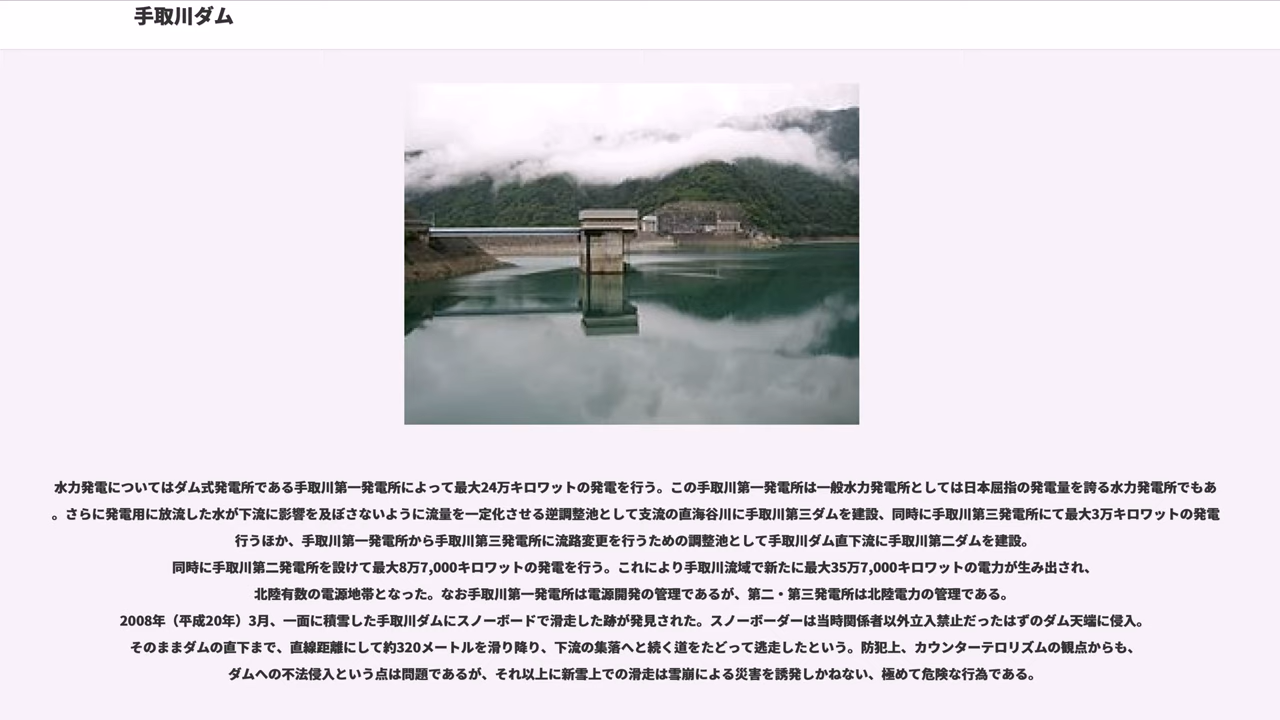 手取川ダム
水力発電についてはダム式発電所である手取川第一発電所によって最大24万キロワットの発電を行う。この手取川第一発電所は一般水力発電所としては日本屈指の発電量を誇る水力発電所でもあ
。さらに発電用に放流した水が下流に影響を及ぼさないように流量を一定化させる逆調整池として支流の直海谷川に手取川第三ダムを建設、同時に手取川第三発電所にて最大3万キロワットの発電
行うほか、手取川第一発電所から手取川第三発電所に流路変更を行うための調整池として手取川ダム直下流に手取川第二ダムを建設。
同時に手取川第二発電所を設けて最大8万7,000キロワットの発電を行う。これにより手取川流域で新たに最大35万7,000キロワットの電力が生み出され、
北陸有数の電源地帯となった。なお手取川第一発電所は電源開発の管理であるが、第二・第三発電所は北陸電力の管理である。
2008年（平成20年）3月、一面に積雪した手取川ダムにスノーボードで滑走した跡が発見された。スノーボーダーは当時関係者以外立入禁止だったはずのダム天端に侵入。
そのままダムの直下まで、直線距離にして約320メートルを滑り降り、下流の集落へと続く道をたどって逃走したという。防犯上、カウンターテロリズムの観点からも、
ダムへの不法侵入という点は問題であるが、それ以上に新雪上での滑走は雪崩による災害を誘発しかねない、極めて危険な行為である。